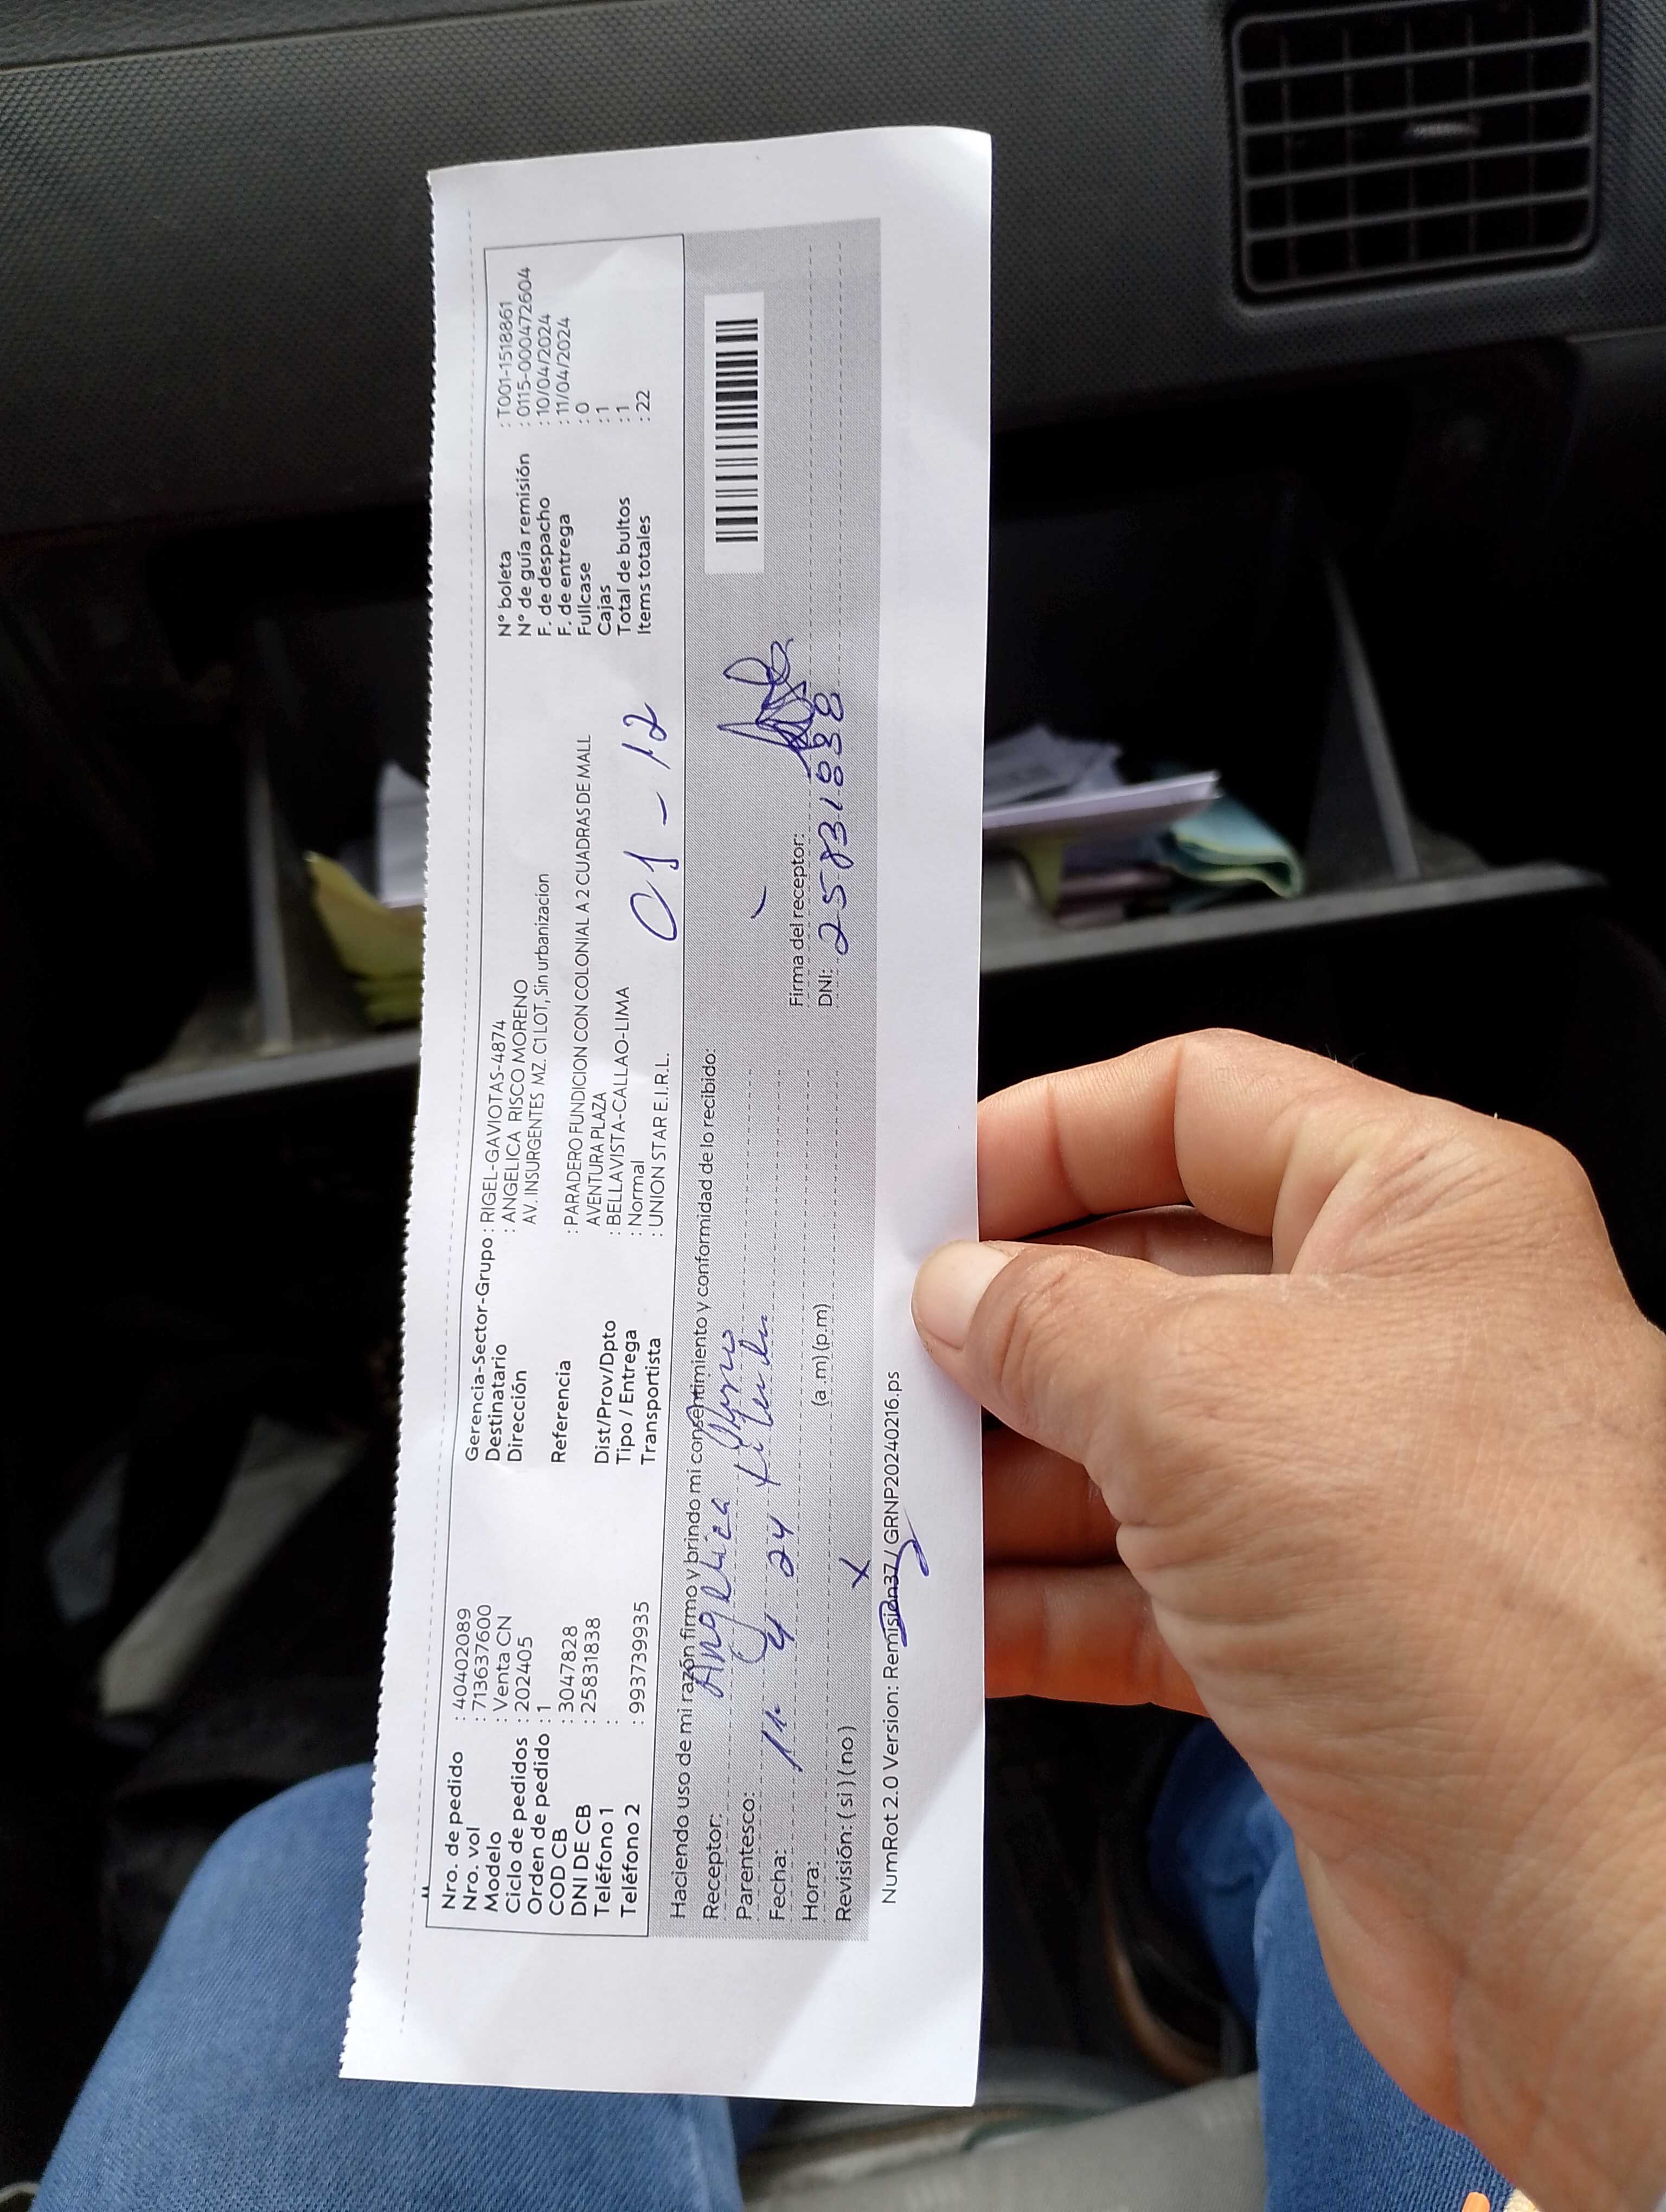 Nro. de pedido : 40402089
Nro. vol : 713637600
Modelo : Venta CN
Ciclo de pedidos : 202405
Orden de pedido : 1
COD CB : 3047828
DNI DE CB : 25831838
Teléfono 1 :
Teléfono 2 : 993739935
Gerencia-Sector-Grupo : RIGEL-GAVIOTAS-4874
Destinatario : ANGELICA RISCO MORENO
Dirección AV. INSURGENTES MZ. C1 LOT, Sin urbanizacion
Referencia : PARADERO FUNDICION CON COLONIAL A 2 CUADRAS DE MALL
AVENTURA PLAZA
Dist/Prov/Dpto : BELLAVISTA-CALLAO-LIMA
Tipo / Entrega : Normal
Transportista : UNION STAR E.I.R.L.
01 - 12
N° boleta : T001-1518861
N° de guía remisión : 0115-000472604
F. de despacho : 10/04/2024
F. de entrega : 11/04/2024
Fullcase : 0
Cajas : 1
Total de bultos : 1
Items totales : 22
Haciendo uso de mi razón firmo y brindo mi consentimiento y conformidad de lo recibido:
Receptor: Angelica
Parentesco:
Fecha: 11 4 24
Hora: (a.m) (p.m)
Revisión: ( si ) ( no ) X
Firma del receptor:
DNI: 25831838
NumRot 2.0 Version: Remision37 / GRNP20240216.ps